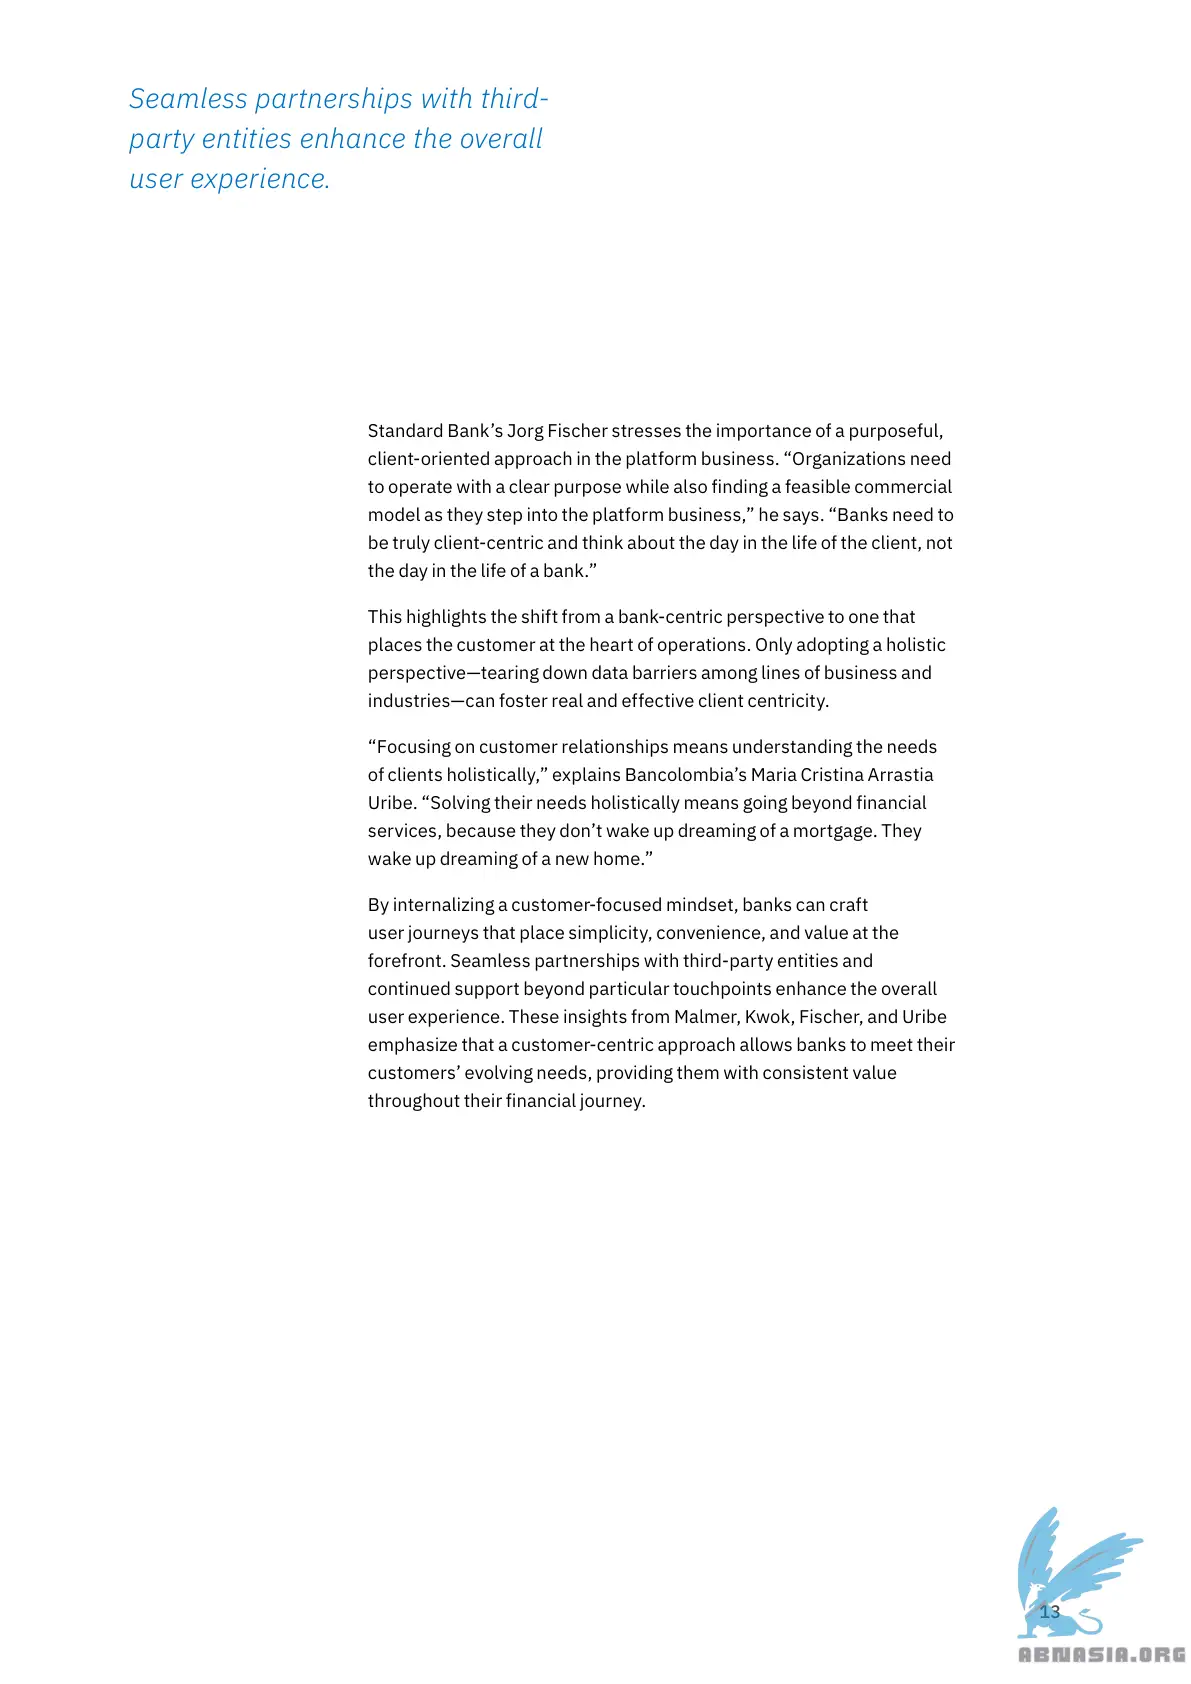 Seamless partnerships with third-
party entities enhance the overall
user experience.
Standard Bank’s Jorg Fischer stresses the importance of a purposeful,
client-oriented approach in the platform business. “Organizations need
to operate with a clear purpose while also finding a feasible commercial
model as they step into the platform business,” he says. “Banks need to
be truly client-centric and think about the day in the life of the client, not
the day in the life of a bank.”
This highlights the shift from a bank-centric perspective to one that
places the customer at the heart of operations. Only adopting a holistic
perspective—tearing down data barriers among lines of business and
industries—can foster real and effective client centricity.
“Focusing on customer relationships means understanding the needs
of clients holistically,” explains Bancolombia’s Maria Cristina Arrastia
Uribe. “Solving their needs holistically means going beyond financial
services, because they don’t wake up dreaming of a mortgage. They
wake up dreaming of a new home.”
By internalizing a customer-focused mindset, banks can craft
user journeys that place simplicity, convenience, and value at the
forefront. Seamless partnerships with third-party entities and
continued support beyond particular touchpoints enhance the overall
user experience. These insights from Malmer, Kwok, Fischer, and Uribe
emphasize that a customer-centric approach allows banks to meet their
customers’ evolving needs, providing them with consistent value
throughout their financial journey.
13
ABNASIA.ORG